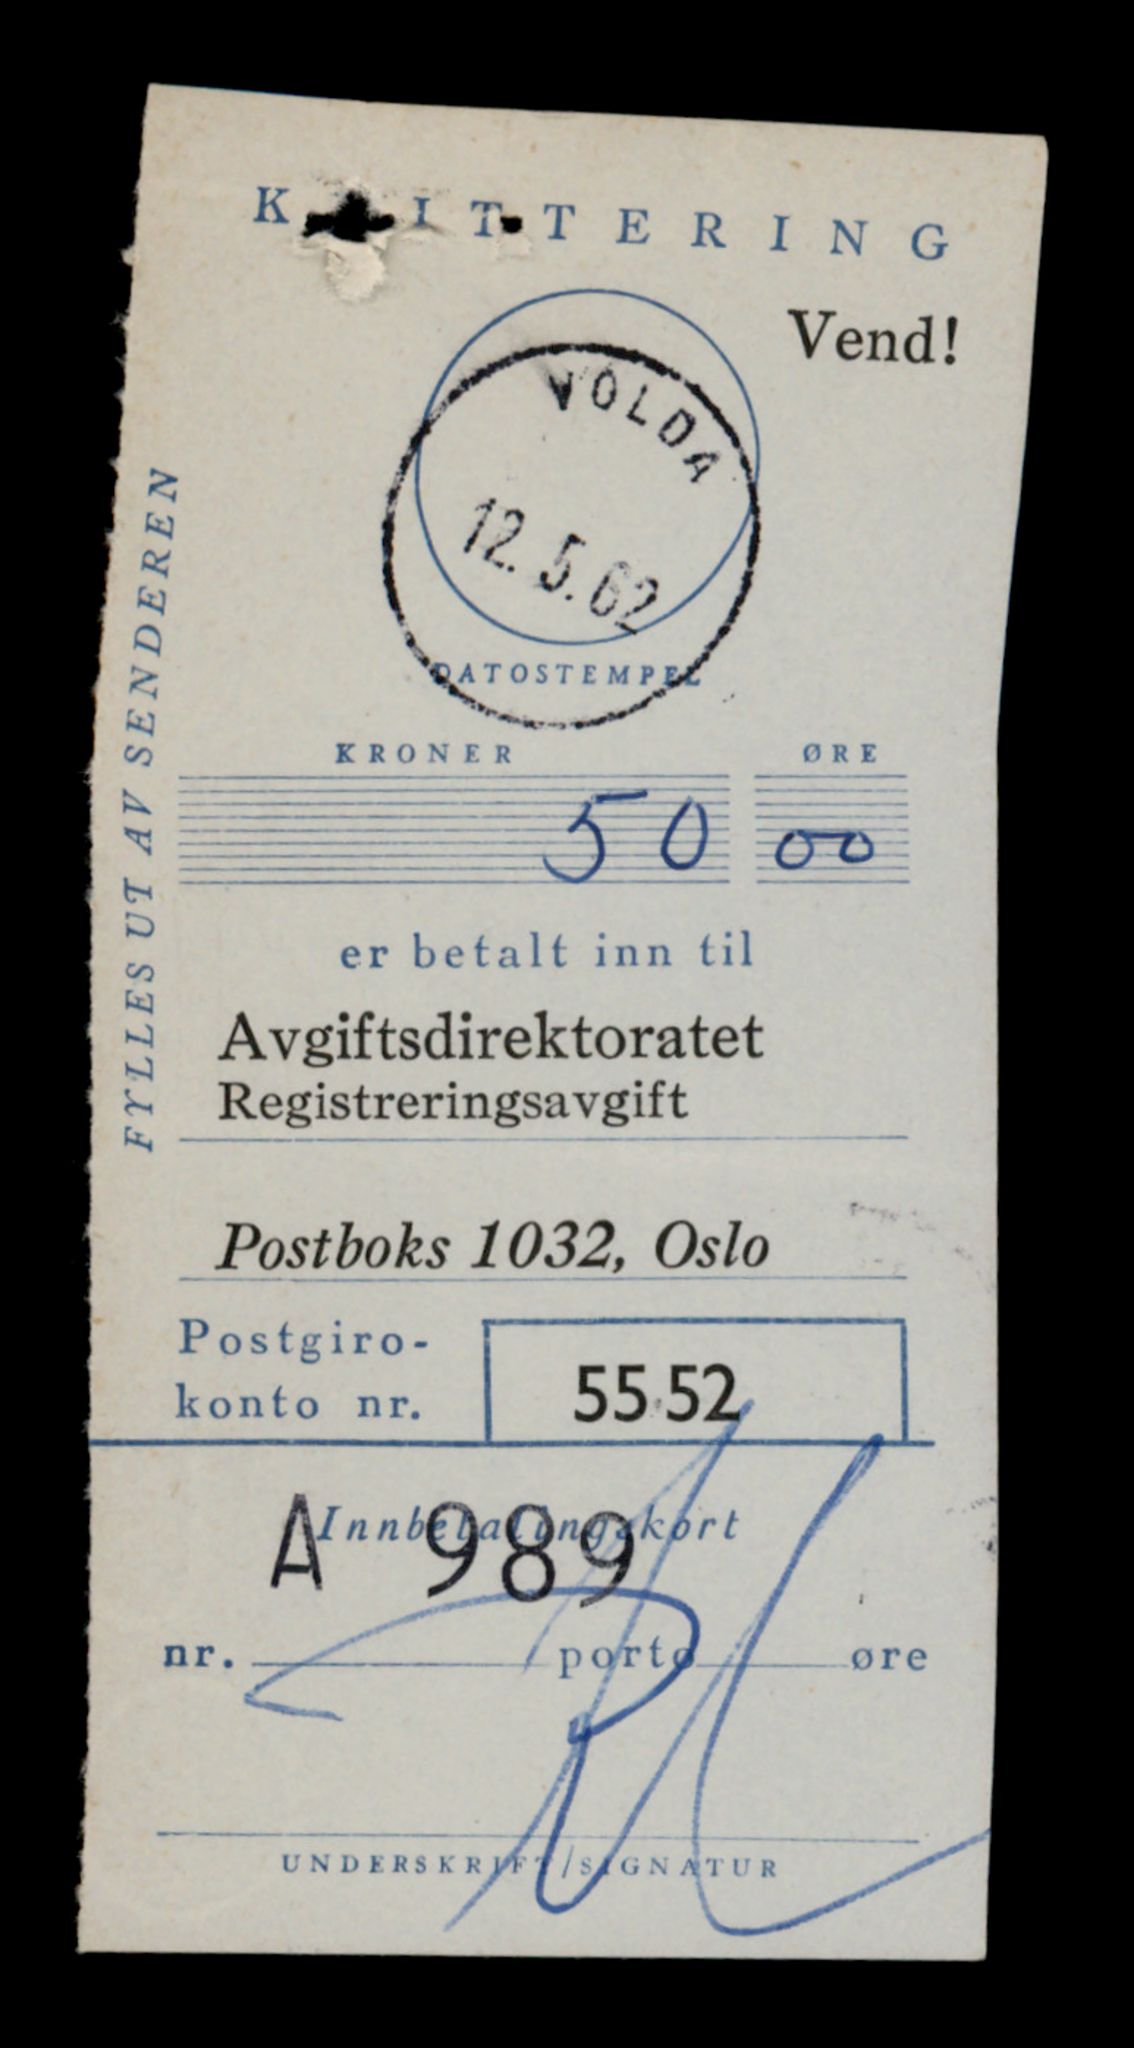 K ITTERING
Vend!
VOLDA
12.5.62
DATOSTEMPEL
FYLLES UT AV SENDEREN
KRONER ØRE
50 00
er betalt inn til
Avgiftsdirektoratet
Registreringsavgift
Postboks 1032, Oslo
Postgiro-
konto nr.
55 52
Innbetalingskort
A 989
nr. porto øre
UNDERSKRIFT/SIGNATUR